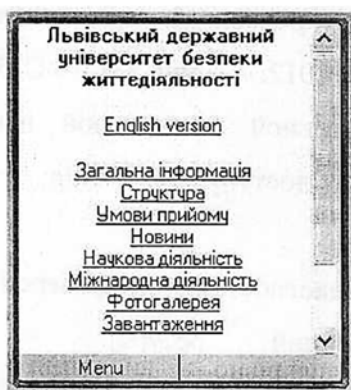 Львівський державний
університет безпеки
життєдіяльності
English version
Загальна інформація
Структура
Умови прийому
Новини
Наукова діяльність
Міжнародна діяльність
Фотогалерея
Завантаження
Menu